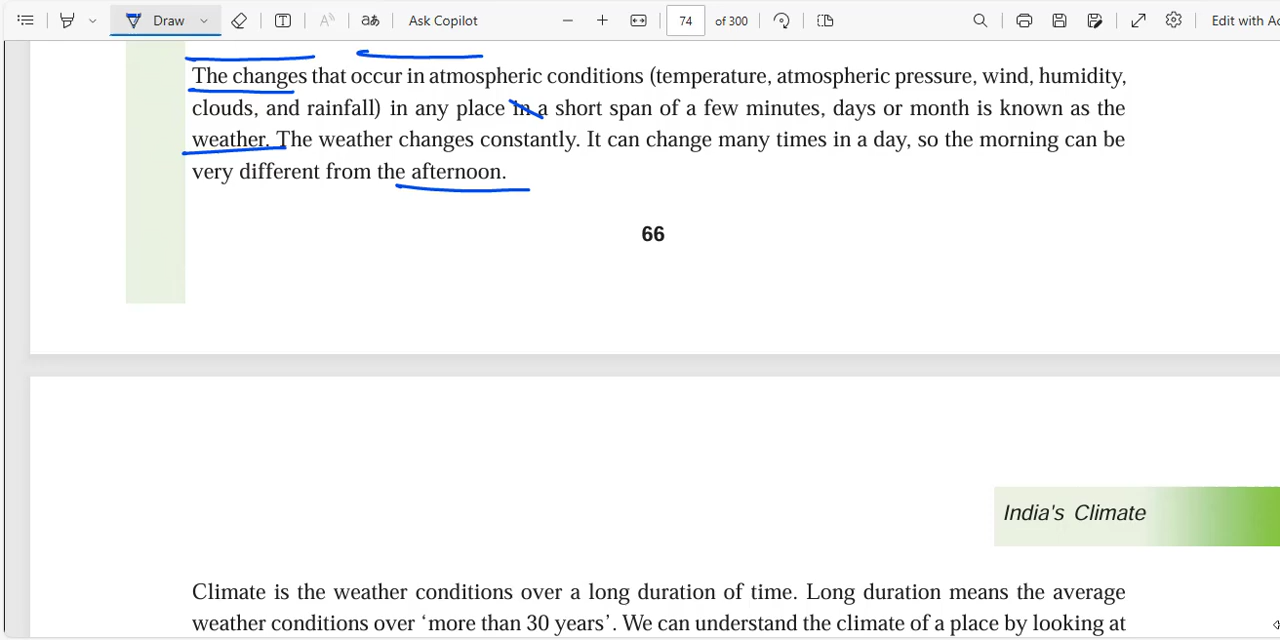 Draw
aあ
Ask Copilot
74
of 300
The changes that occur in atmospheric conditions (temperature, atmospheric pressure, wind, humidity,
clouds, and rainfall) in any place in a short span of a few minutes, days or month is known as the
weather. The weather changes constantly. It can change many times in a day, so the morning can be
very different from the afternoon.
66
India's Climate
Climate is the weather conditions over a long duration of time. Long duration means the average
weather conditions over ‘more than 30 years’. We can understand the climate of a place by looking at